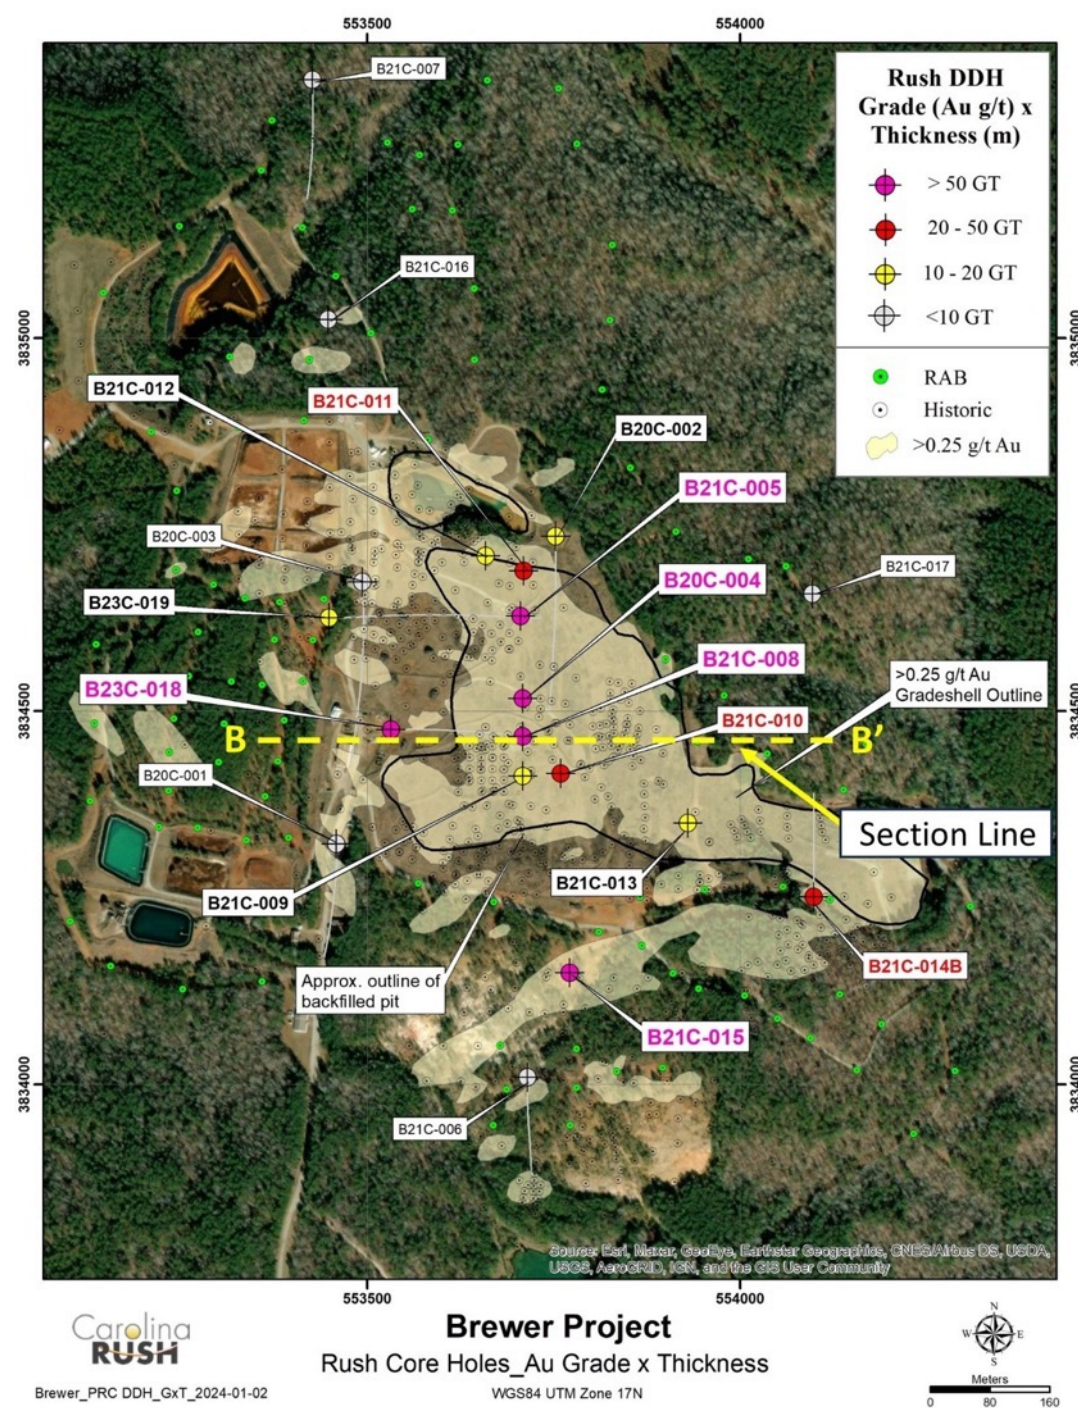 553500
554000
B21C-007
Rush DDH
Grade (Au g/t) x
Thickness (m)
> 50 GT
20 - 50 GT
10 - 20 GT
<10 GT
RAB
Historic
>0.25 g/t Au
B21C-016
3835000
3835000
B21C-012
B21C-011
B20C-002
B21C-005
B20C-003
B21C-017
B20C-004
B23C-019
B21C-008
>0.25 g/t Au
Gradeshell Outline
B23C-018
B21C-010
3834500
3834500
B
B'
B20C-001
Section Line
B21C-013
B21C-009
Approx. outline of
backfilled pit
B21C-014B
B21C-015
3834000
3834000
B21C-006
Source: Esri, Maxar, GeoEye, Earthstar Geographics, CNES/Airbus DS, USDA,
USGS, AeroGRID, IGN, and the GIS User Community
553500
554000
Carolina
RUSH
Brewer Project
Rush Core Holes_Au Grade x Thickness
Brewer_PRC DDH_GxT_2024-01-02
WGS84 UTM Zone 17N
N
W
E
S
Meters
0 80 160